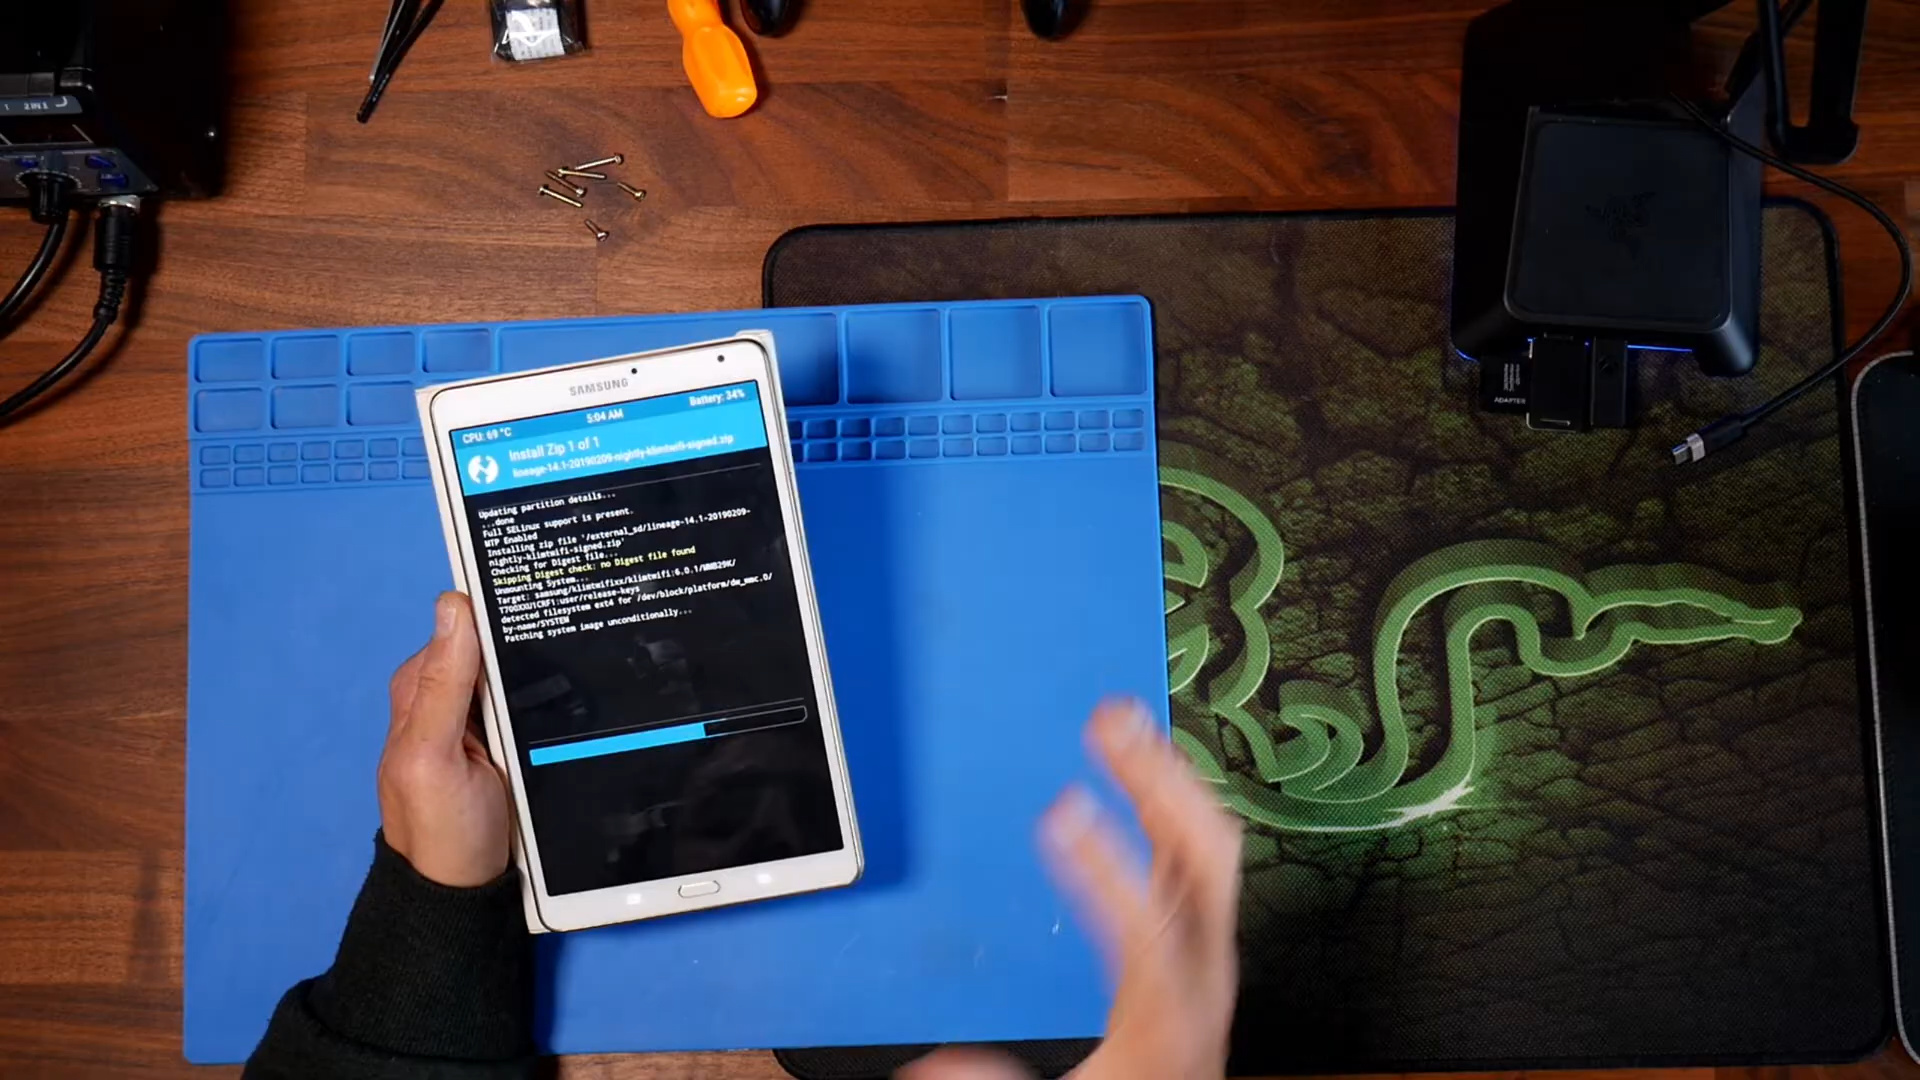 2IN1
SAMSUNG
CPU: 69 °C
5:04 AM
Battery: 34%
Install Zip 1 of 1
lineage-14.1-20190209-nightly-klimtwifi-signed.zip
Updating partition details...
...done
Full SELinux support is present.
MTP Enabled
Installing zip file '/external_sd/lineage-14.1-20190209-
nightly-klimtwifi-signed.zip'
Checking for Digest file...
Skipping Digest check: no Digest file found
Unmounting System...
Target: samsung/klimtwifixx/klimtwifi:6.0.1/MMB29K/
T700XXU1CRF1:user/release-keys
detected filesystem ext4 for /dev/block/platform/dw_mmc.0/
by-name/SYSTEM
Patching system image unconditionally...
ADAPTER